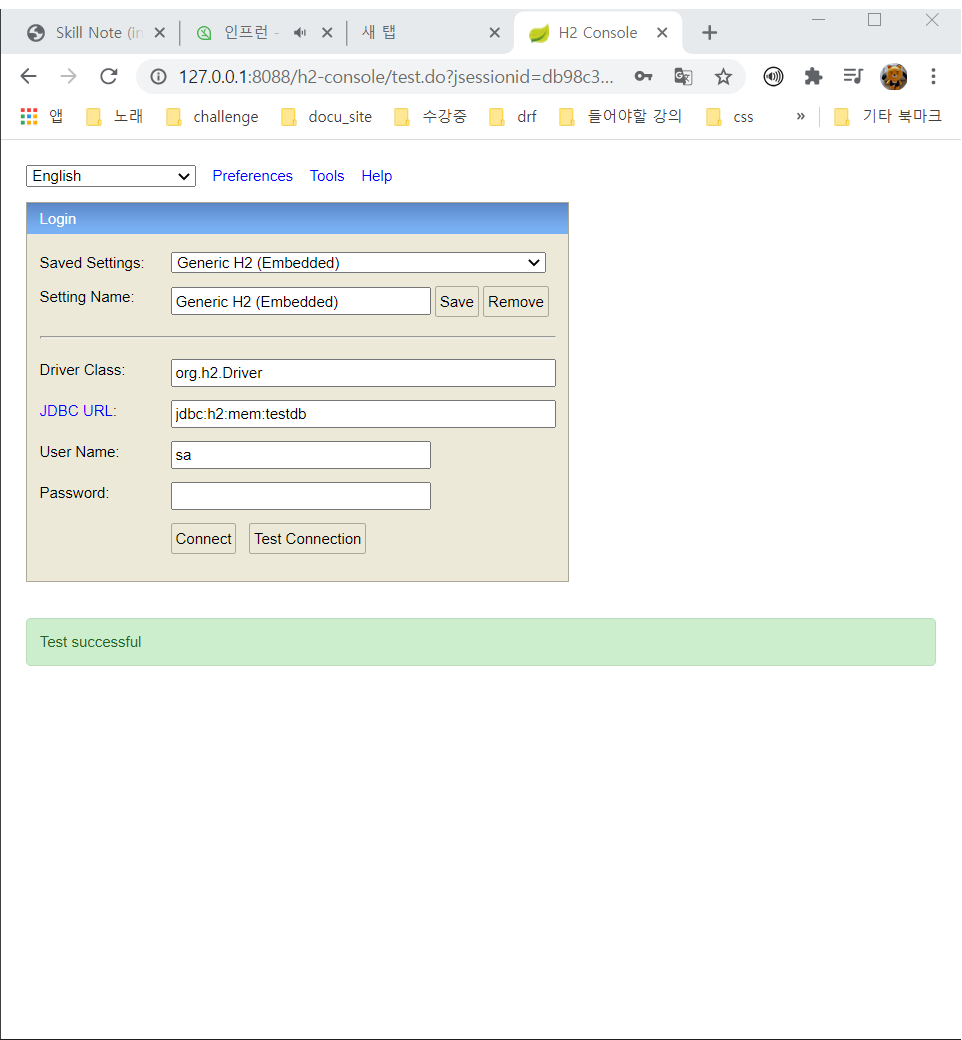 Skill Note (in
인프런 -
새 탭
H2 Console
127.0.0.1:8088/h2-console/test.do?jsessionid=db98c3...
앱 노래 challenge docu_site 수강중 drf 들어야할 강의 css » 기타 북마크
English Preferences Tools Help
Login
Saved Settings: Generic H2 (Embedded)
Setting Name: Generic H2 (Embedded) Save Remove
Driver Class: org.h2.Driver
JDBC URL: jdbc:h2:mem:testdb
User Name: sa
Password:
Connect Test Connection
Test successful